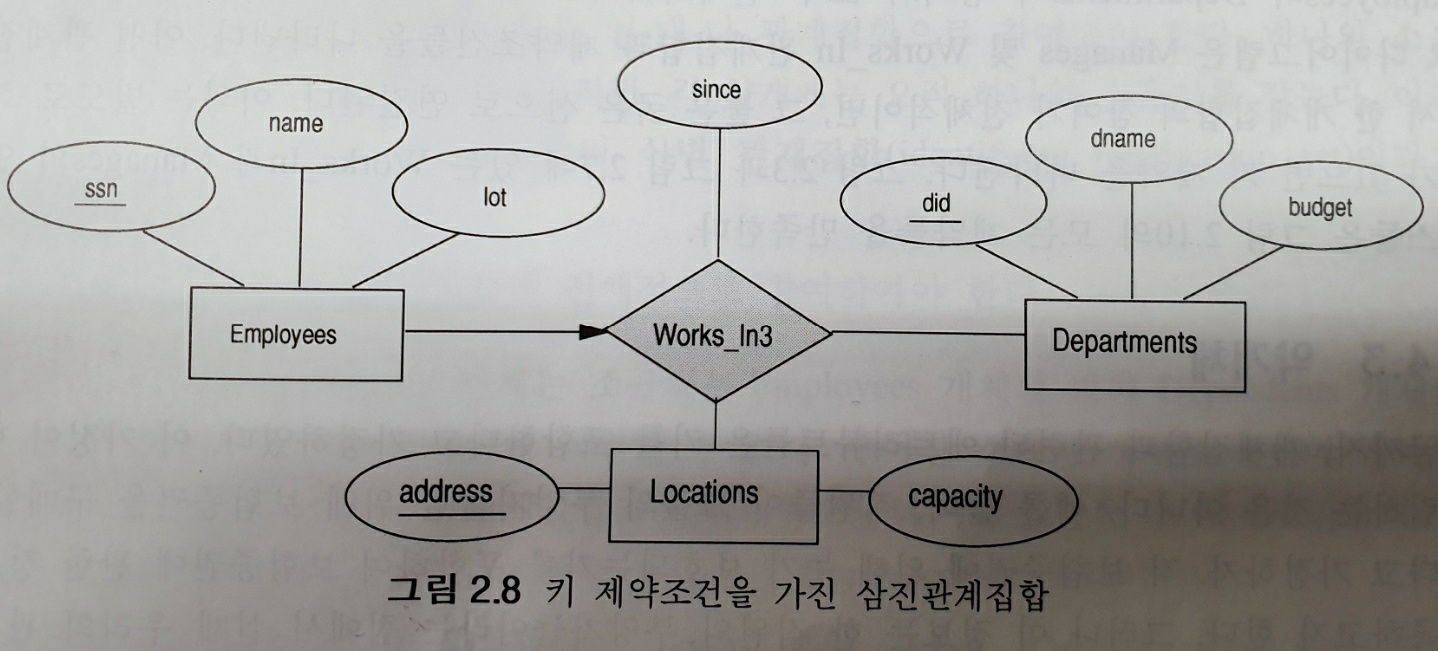 since
name
dname
ssn
lot
did
budget
Employees
Works_In3
Departments
address
Locations
capacity
그림 2.8 키 제약조건을 가진 삼진관계집합